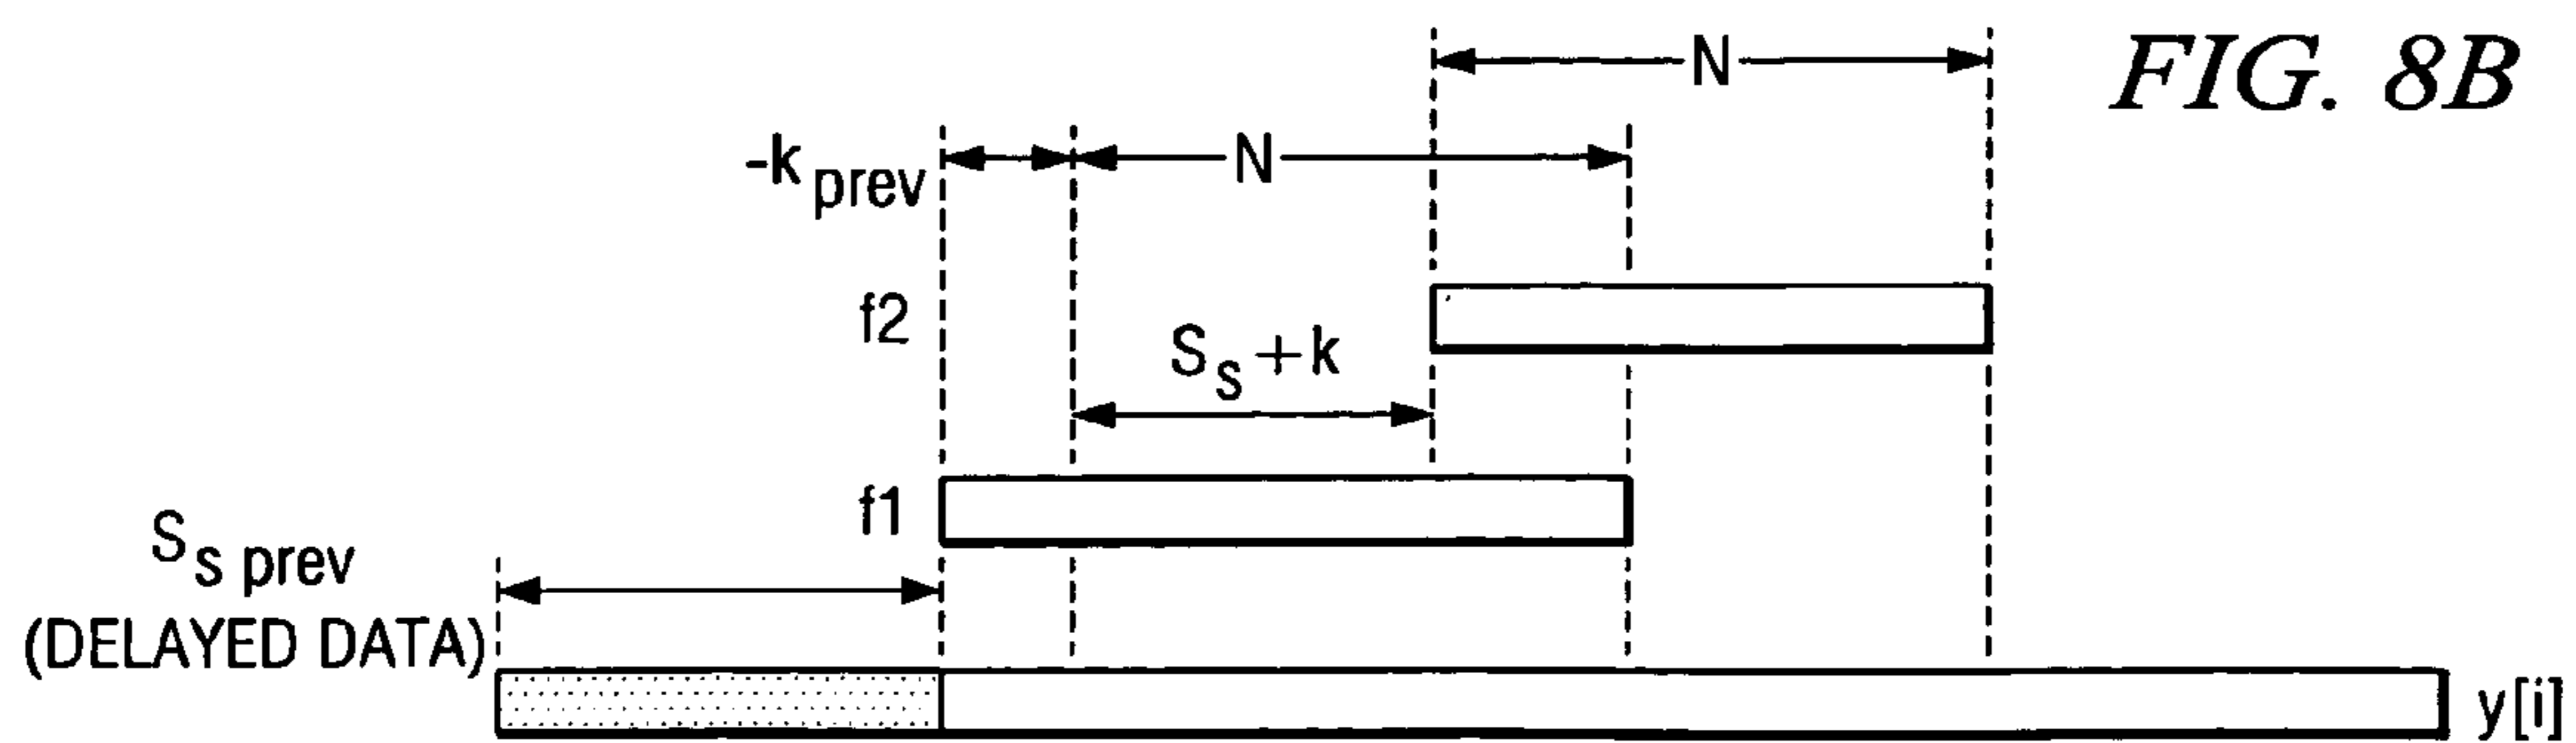 FIG. 8B
N
-k prev
N
f2
S s +k
f1
S s prev
(DELAYED DATA)
y[i]